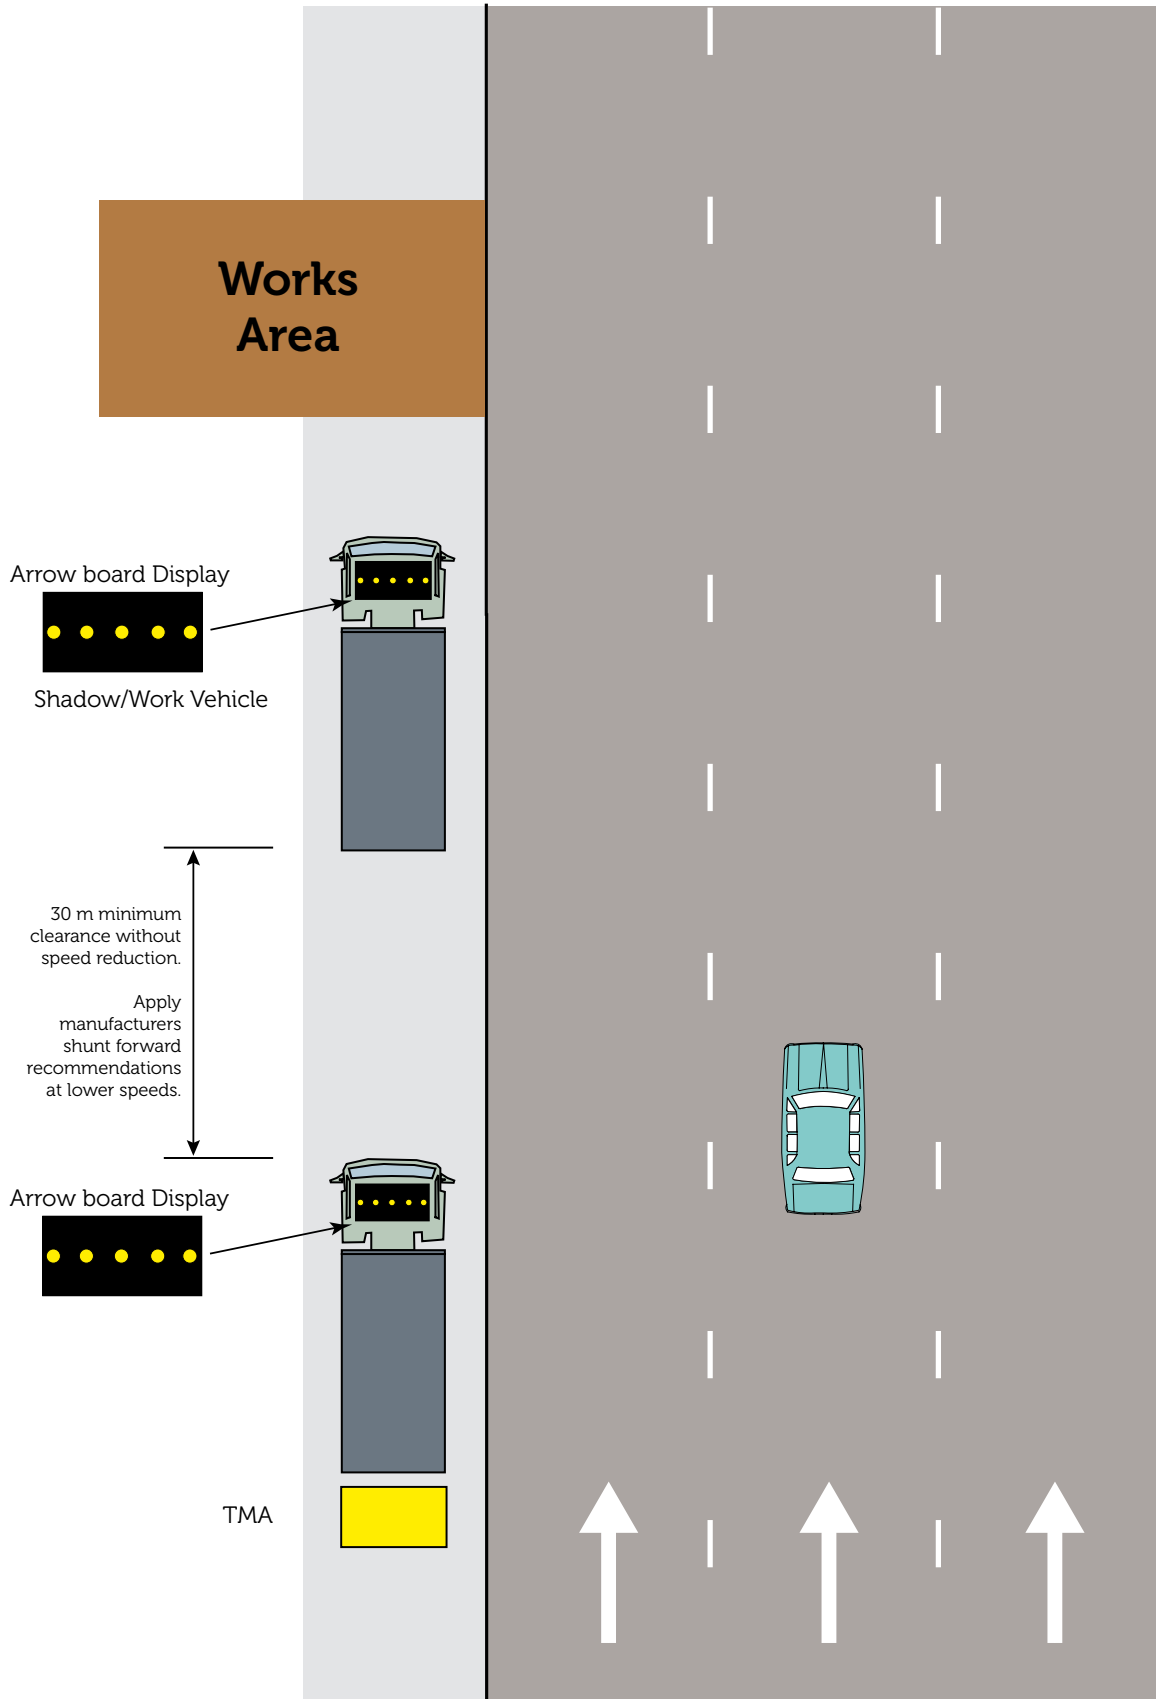 Works
Area
Arrow board Display
Shadow/Work Vehicle
30 m minimum
clearance without
speed reduction.
Apply
manufacturers
shunt forward
recommendations
at lower speeds.
Arrow board Display
TMA